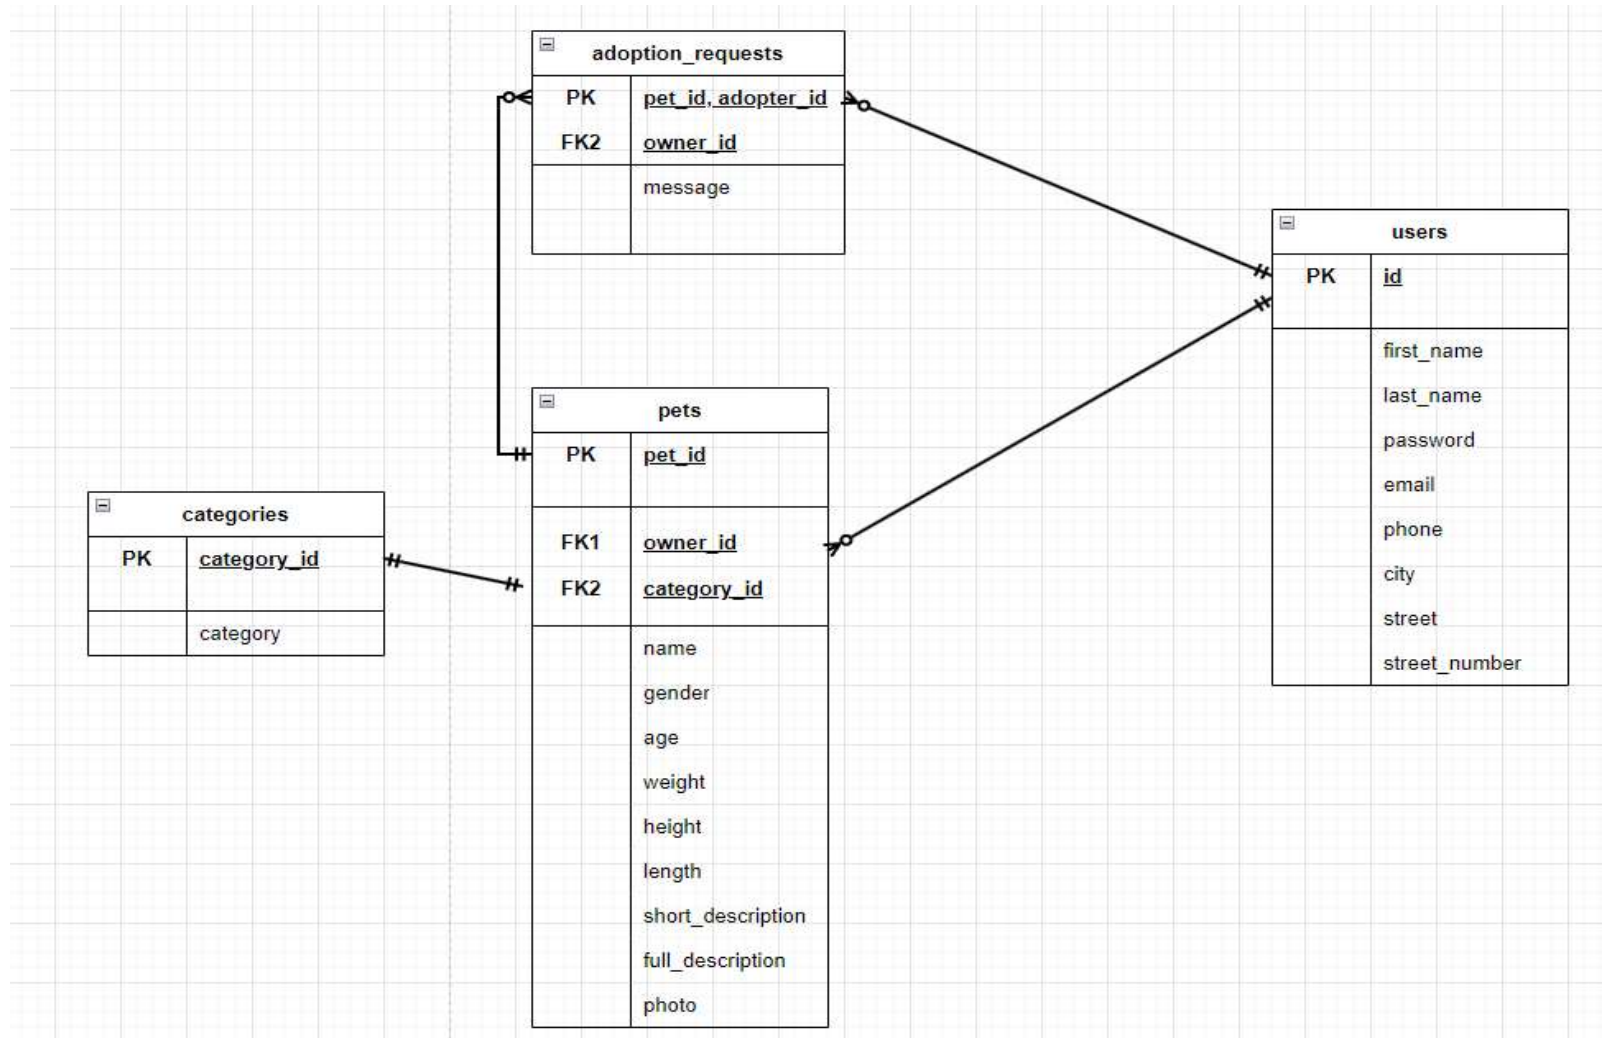 adoption_requests
PK pet_id, adopter_id
FK2 owner_id
message
users
PK id
first_name
last_name
password
email
phone
city
street
street_number
pets
PK pet_id
FK1 owner_id
FK2 category_id
name
gender
age
weight
height
length
short_description
full_description
photo
categories
PK category_id
category